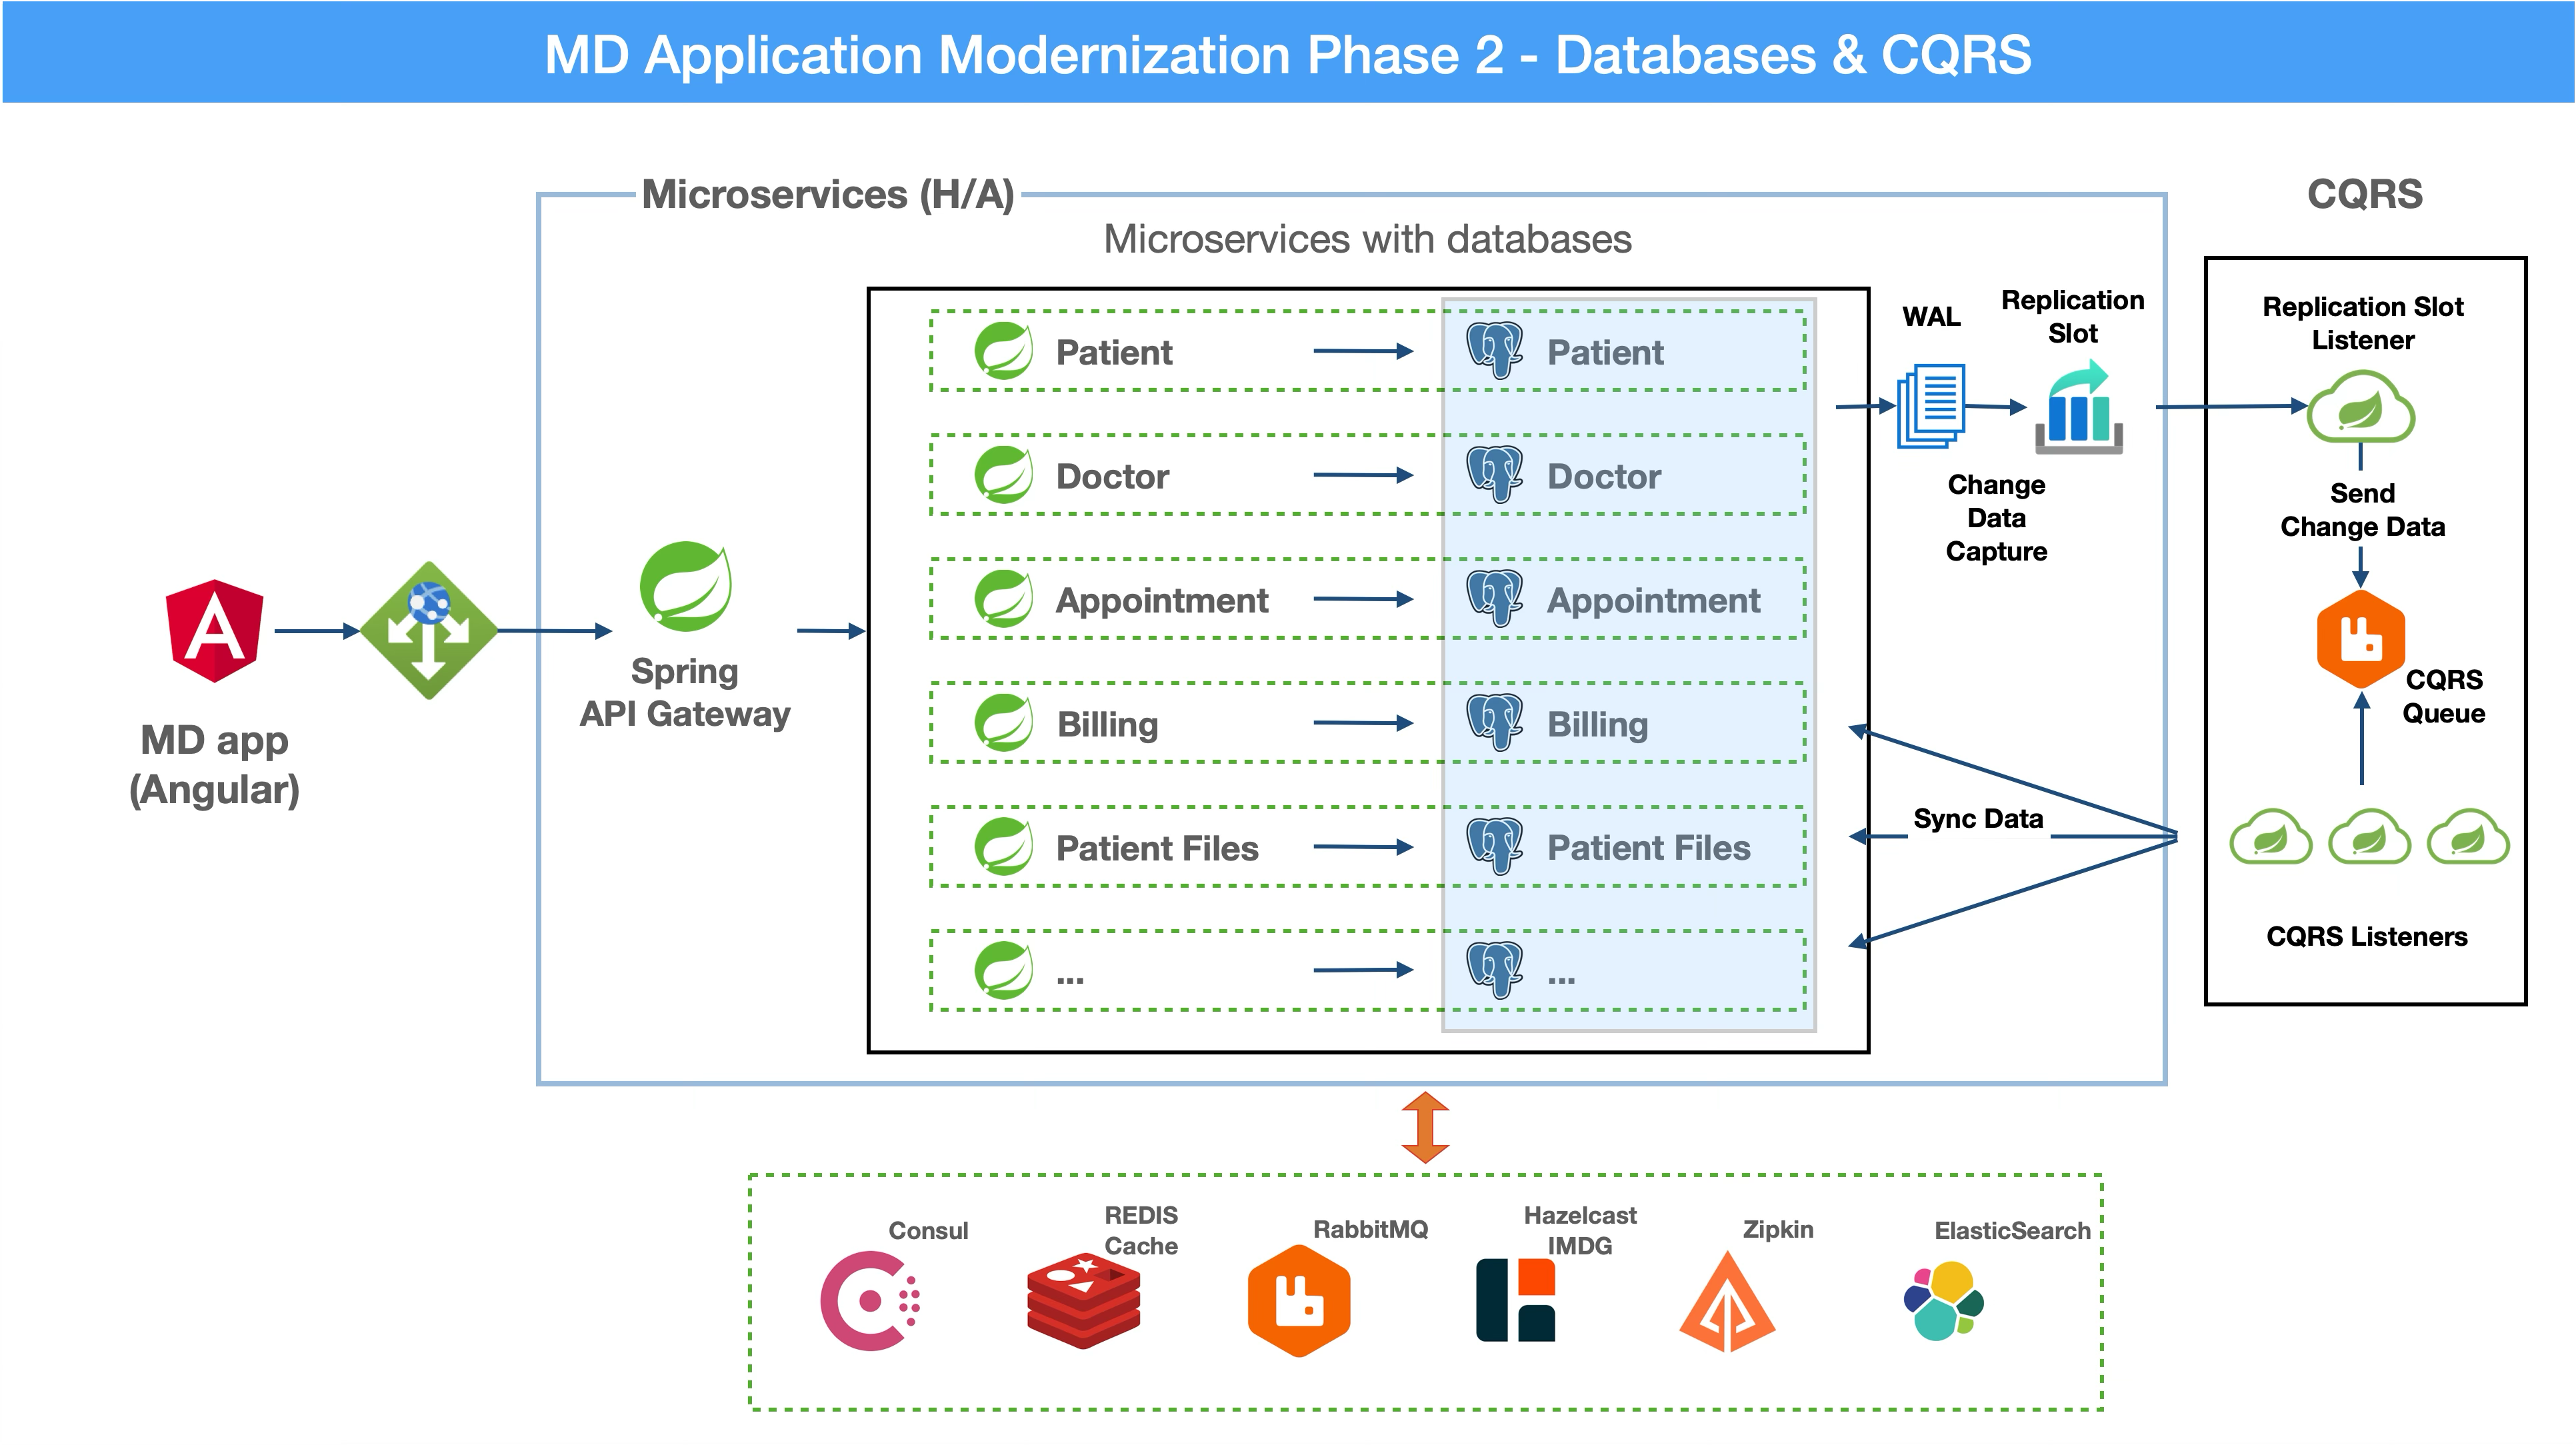 MD Application Modernization Phase 2 - Databases & CQRS
Microservices (H/A)
Microservices with databases
MD app
(Angular)
Spring
API Gateway
Patient
Patient
Doctor
Doctor
Appointment
Appointment
Billing
Billing
Patient Files
Patient Files
...
...
WAL
Replication
Slot
Change
Data
Capture
Sync Data
CQRS
Replication Slot
Listener
Send
Change Data
CQRS
Queue
CQRS Listeners
Consul
REDIS
Cache
RabbitMQ
Hazelcast
IMDG
Zipkin
ElasticSearch